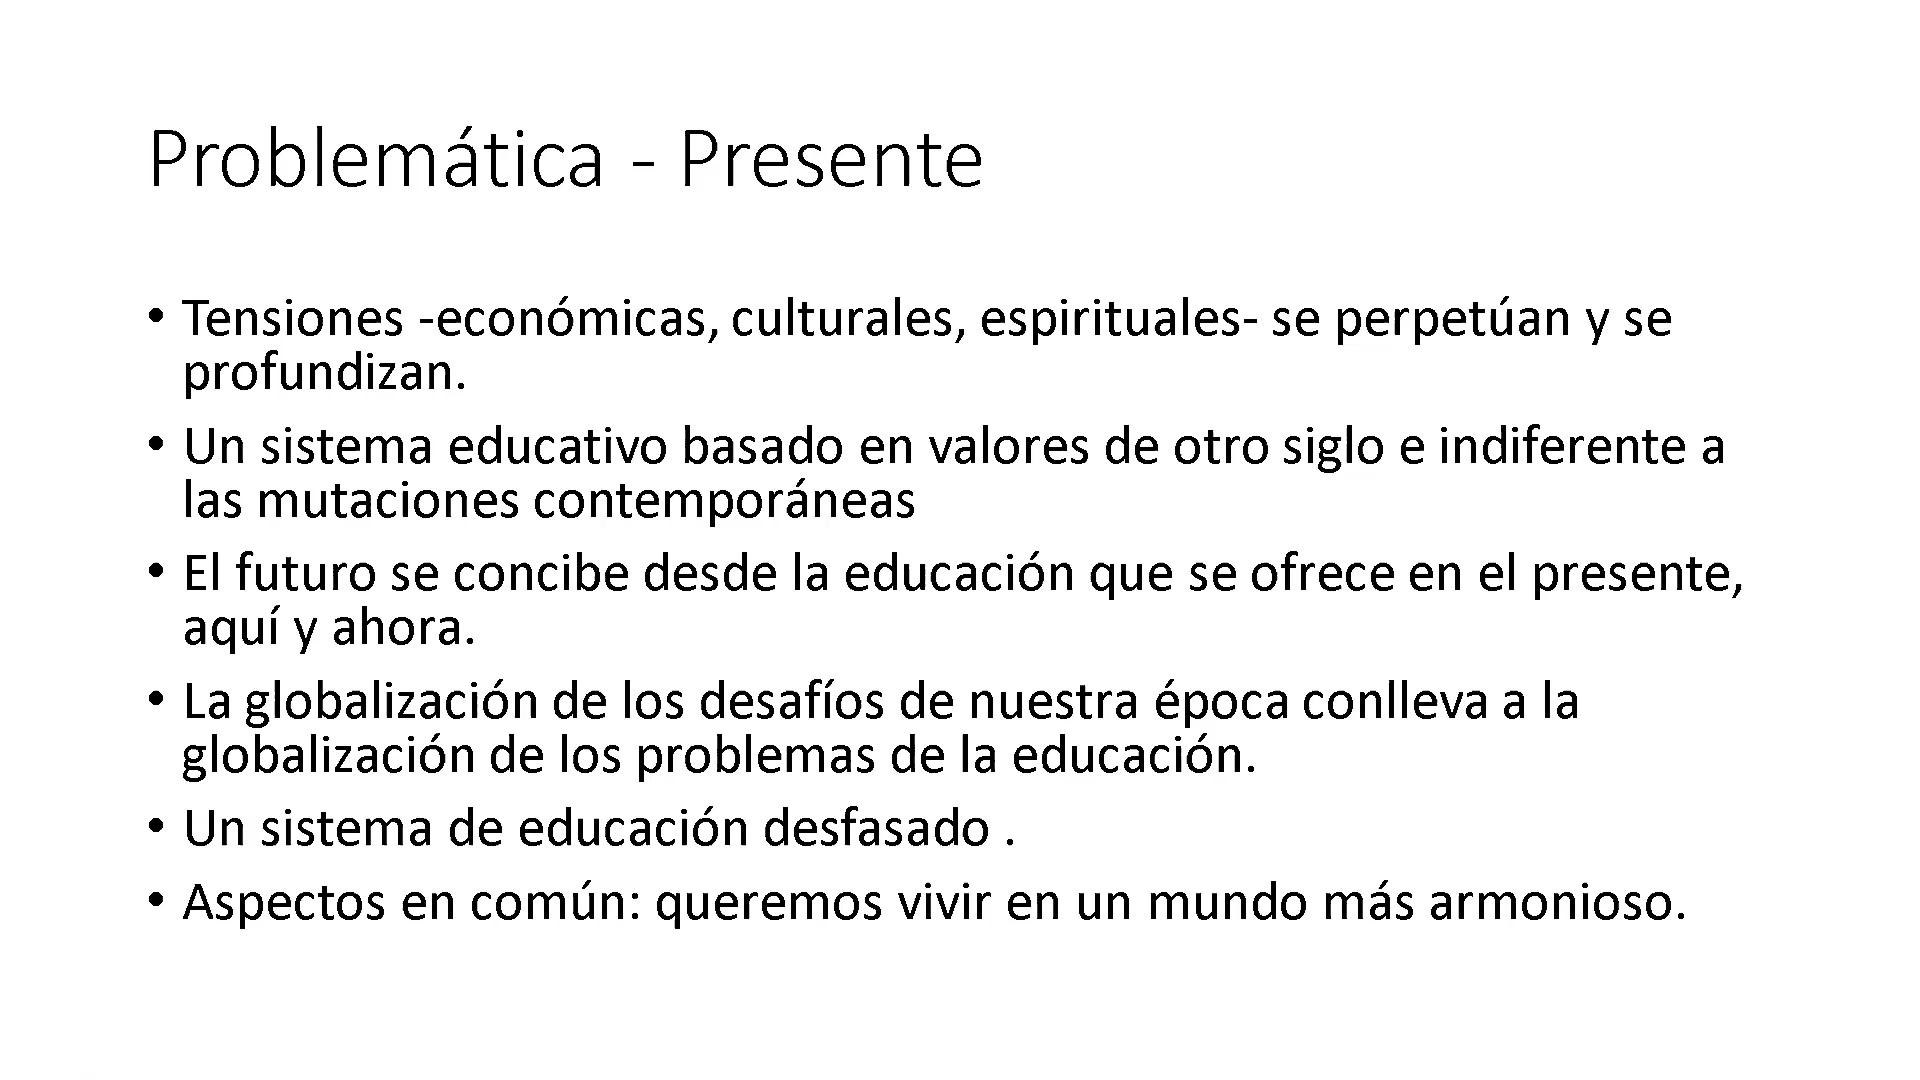 Problemática - Presente
• Tensiones -económicas, culturales, espirituales- se perpetúan y se
profundizan.
• Un sistema educativo basado en valores de otro siglo e indiferente a
las mutaciones contemporáneas
• El futuro se concibe desde la educación que se ofrece en el presente,
aquí y ahora.
• La globalización de los desafíos de nuestra época conlleva a la
globalización de los problemas de la educación.
• Un sistema de educación desfasado .
• Aspectos en común: queremos vivir en un mundo más armonioso.